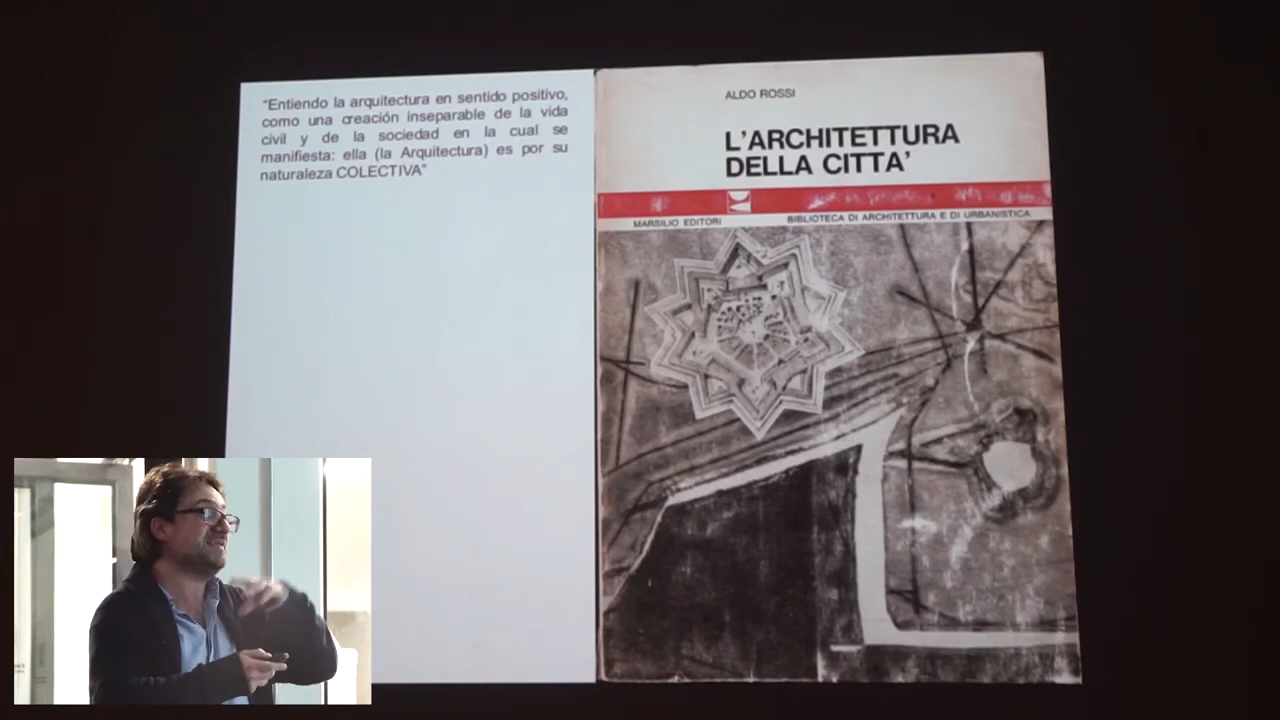 “Entiendo la arquitectura en sentido positivo,
como una creación inseparable de la vida
civil y de la sociedad en la cual se
manifiesta: ella (la Arquitectura) es por su
naturaleza COLECTIVA”
ALDO ROSSI
L'ARCHITETTURA
DELLA CITTA'
MARSILIO EDITORI
BIBLIOTECA DI ARCHITETTURA E DI URBANISTICA